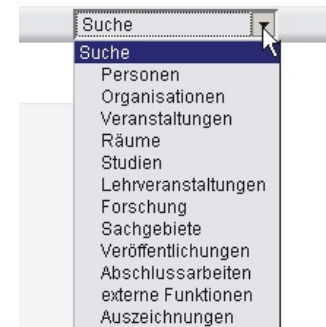 Suche
Suche
Personen
Organisationen
Veranstaltungen
Räume
Studien
Lehrveranstaltungen
Forschung
Sachgebiete
Veröffentlichungen
Abschlussarbeiten
externe Funktionen
Auszeichnungen